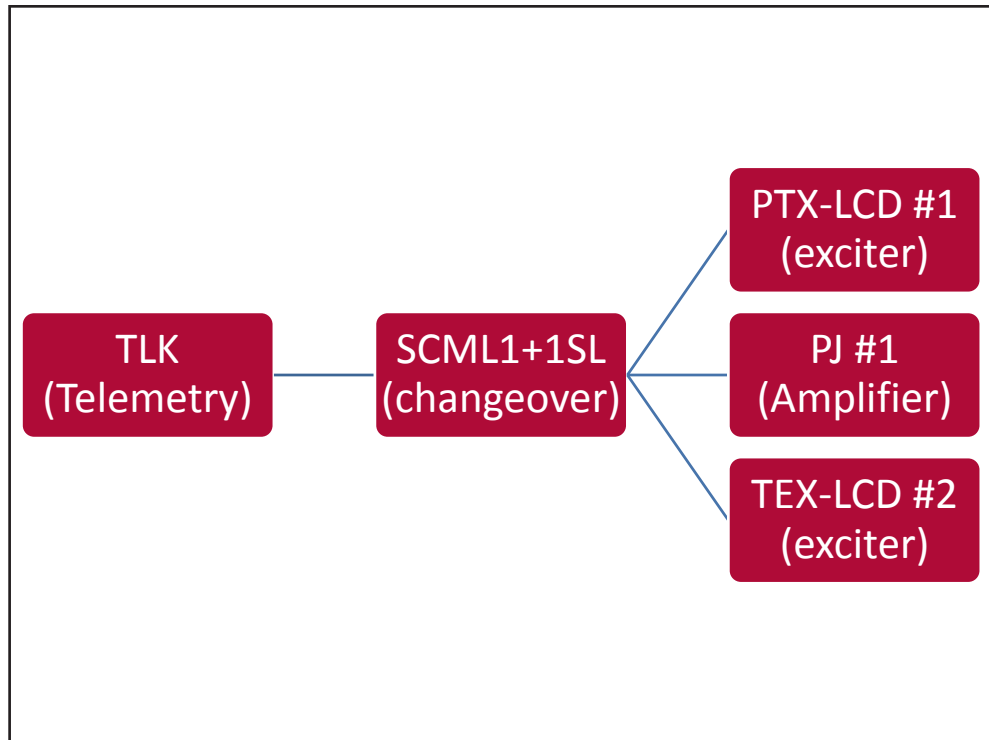 TLK
(Telemetry)
SCML1+1SL
(changeover)
PTX-LCD #1
(exciter)
PJ #1
(Amplifier)
TEX-LCD #2
(exciter)